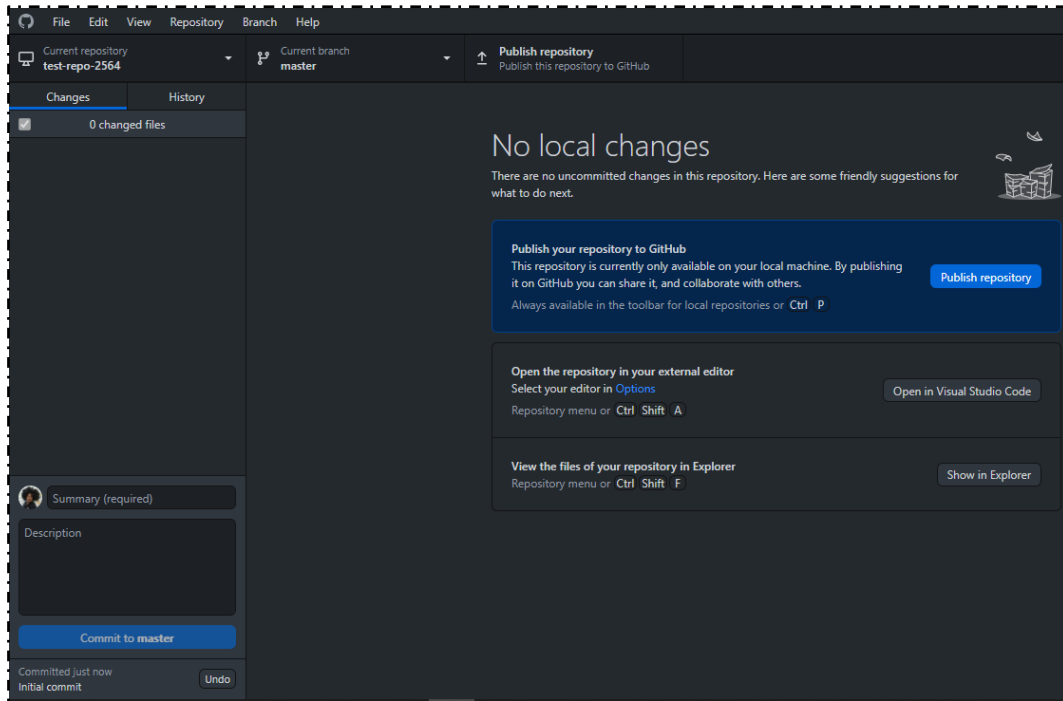 File Edit View Repository Branch Help
Current repository
test-repo-2564
Current branch
master
Publish repository
Publish this repository to GitHub
Changes History
0 changed files
No local changes
There are no uncommitted changes in this repository. Here are some friendly suggestions for
what to do next.
Publish your repository to GitHub
This repository is currently only available on your local machine. By publishing
it on GitHub you can share it, and collaborate with others.
Always available in the toolbar for local repositories or Ctrl P
Publish repository
Open the repository in your external editor
Select your editor in Options
Repository menu or Ctrl Shift A
Open in Visual Studio Code
View the files of your repository in Explorer
Repository menu or Ctrl Shift F
Show in Explorer
Summary (required)
Description
Commit to master
Committed just now
Initial commit
Undo